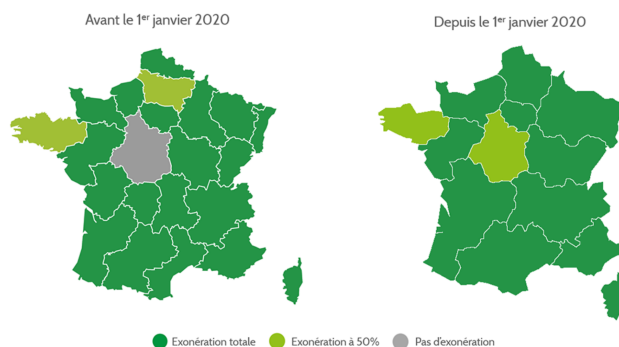 Avant le 1er janvier 2020
Depuis le 1er janvier 2020
Exonération totale
Exonération à 50%
Pas d'exonération